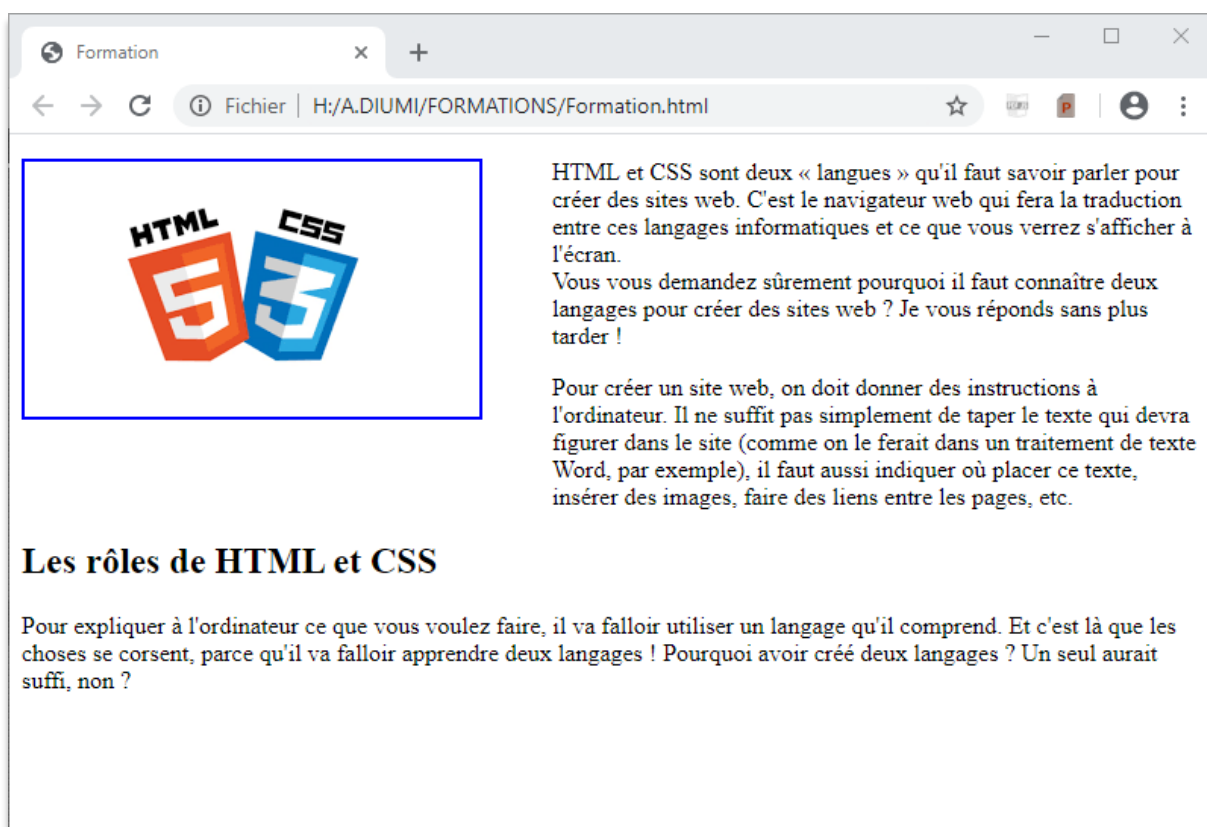 Formation
Fichier H:/A.DIUMI/FORMATIONS/Formation.html
P
HTML CSS
5 3
HTML et CSS sont deux « langues » qu'il faut savoir parler pour
créer des sites web. C'est le navigateur web qui fera la traduction
entre ces langages informatiques et ce que vous verrez s'afficher à
l'écran.
Vous vous demandez sûrement pourquoi il faut connaître deux
langages pour créer des sites web ? Je vous réponds sans plus
tarder !
Pour créer un site web, on doit donner des instructions à
l'ordinateur. Il ne suffit pas simplement de taper le texte qui devra
figurer dans le site (comme on le ferait dans un traitement de texte
Word, par exemple), il faut aussi indiquer où placer ce texte,
insérer des images, faire des liens entre les pages, etc.
Les rôles de HTML et CSS
Pour expliquer à l'ordinateur ce que vous voulez faire, il va falloir utiliser un langage qu'il comprend. Et c'est là que les
choses se corsent, parce qu'il va falloir apprendre deux langages ! Pourquoi avoir créé deux langages ? Un seul aurait
suffi, non ?